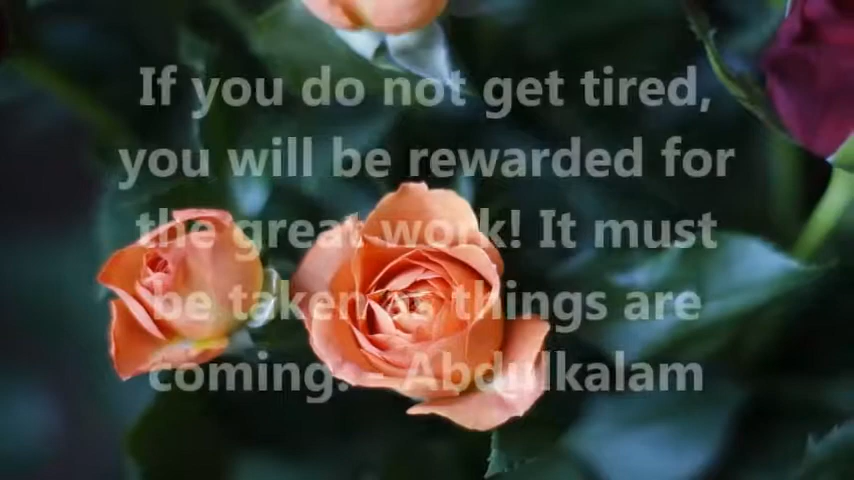 If you do not get tired,
you will be rewarded for
the great work! It must
be taken as things are
coming. - Abdulkalam